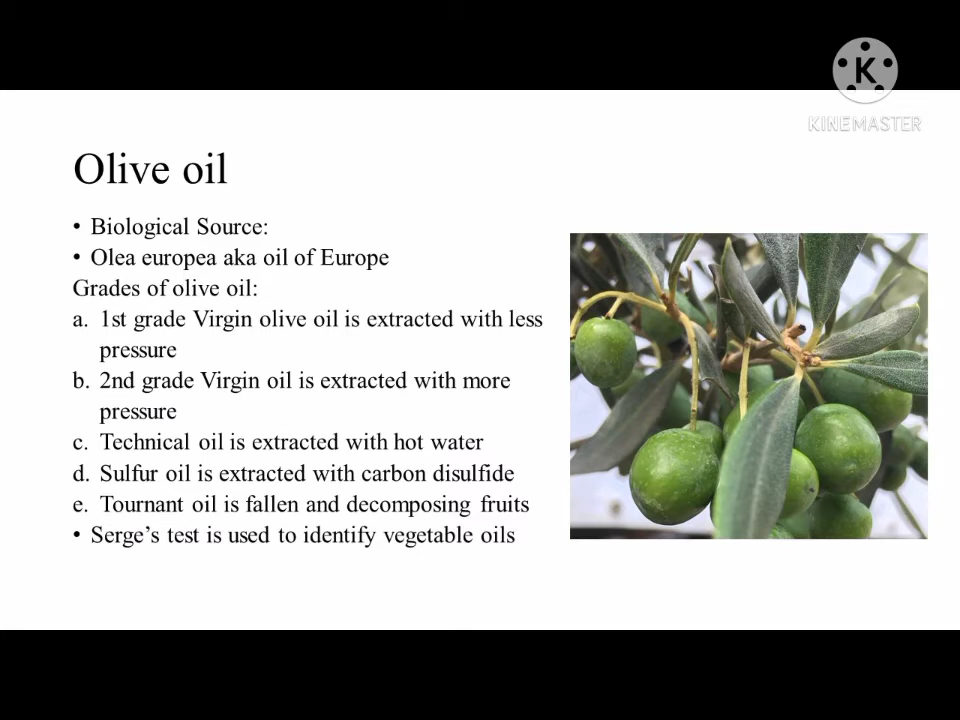 K
KINEMASTER
Olive oil
• Biological Source:
• Olea europea aka oil of Europe
Grades of olive oil:
a. 1st grade Virgin olive oil is extracted with less
pressure
b. 2nd grade Virgin oil is extracted with more
pressure
c. Technical oil is extracted with hot water
d. Sulfur oil is extracted with carbon disulfide
e. Tournant oil is fallen and decomposing fruits
• Serge’s test is used to identify vegetable oils